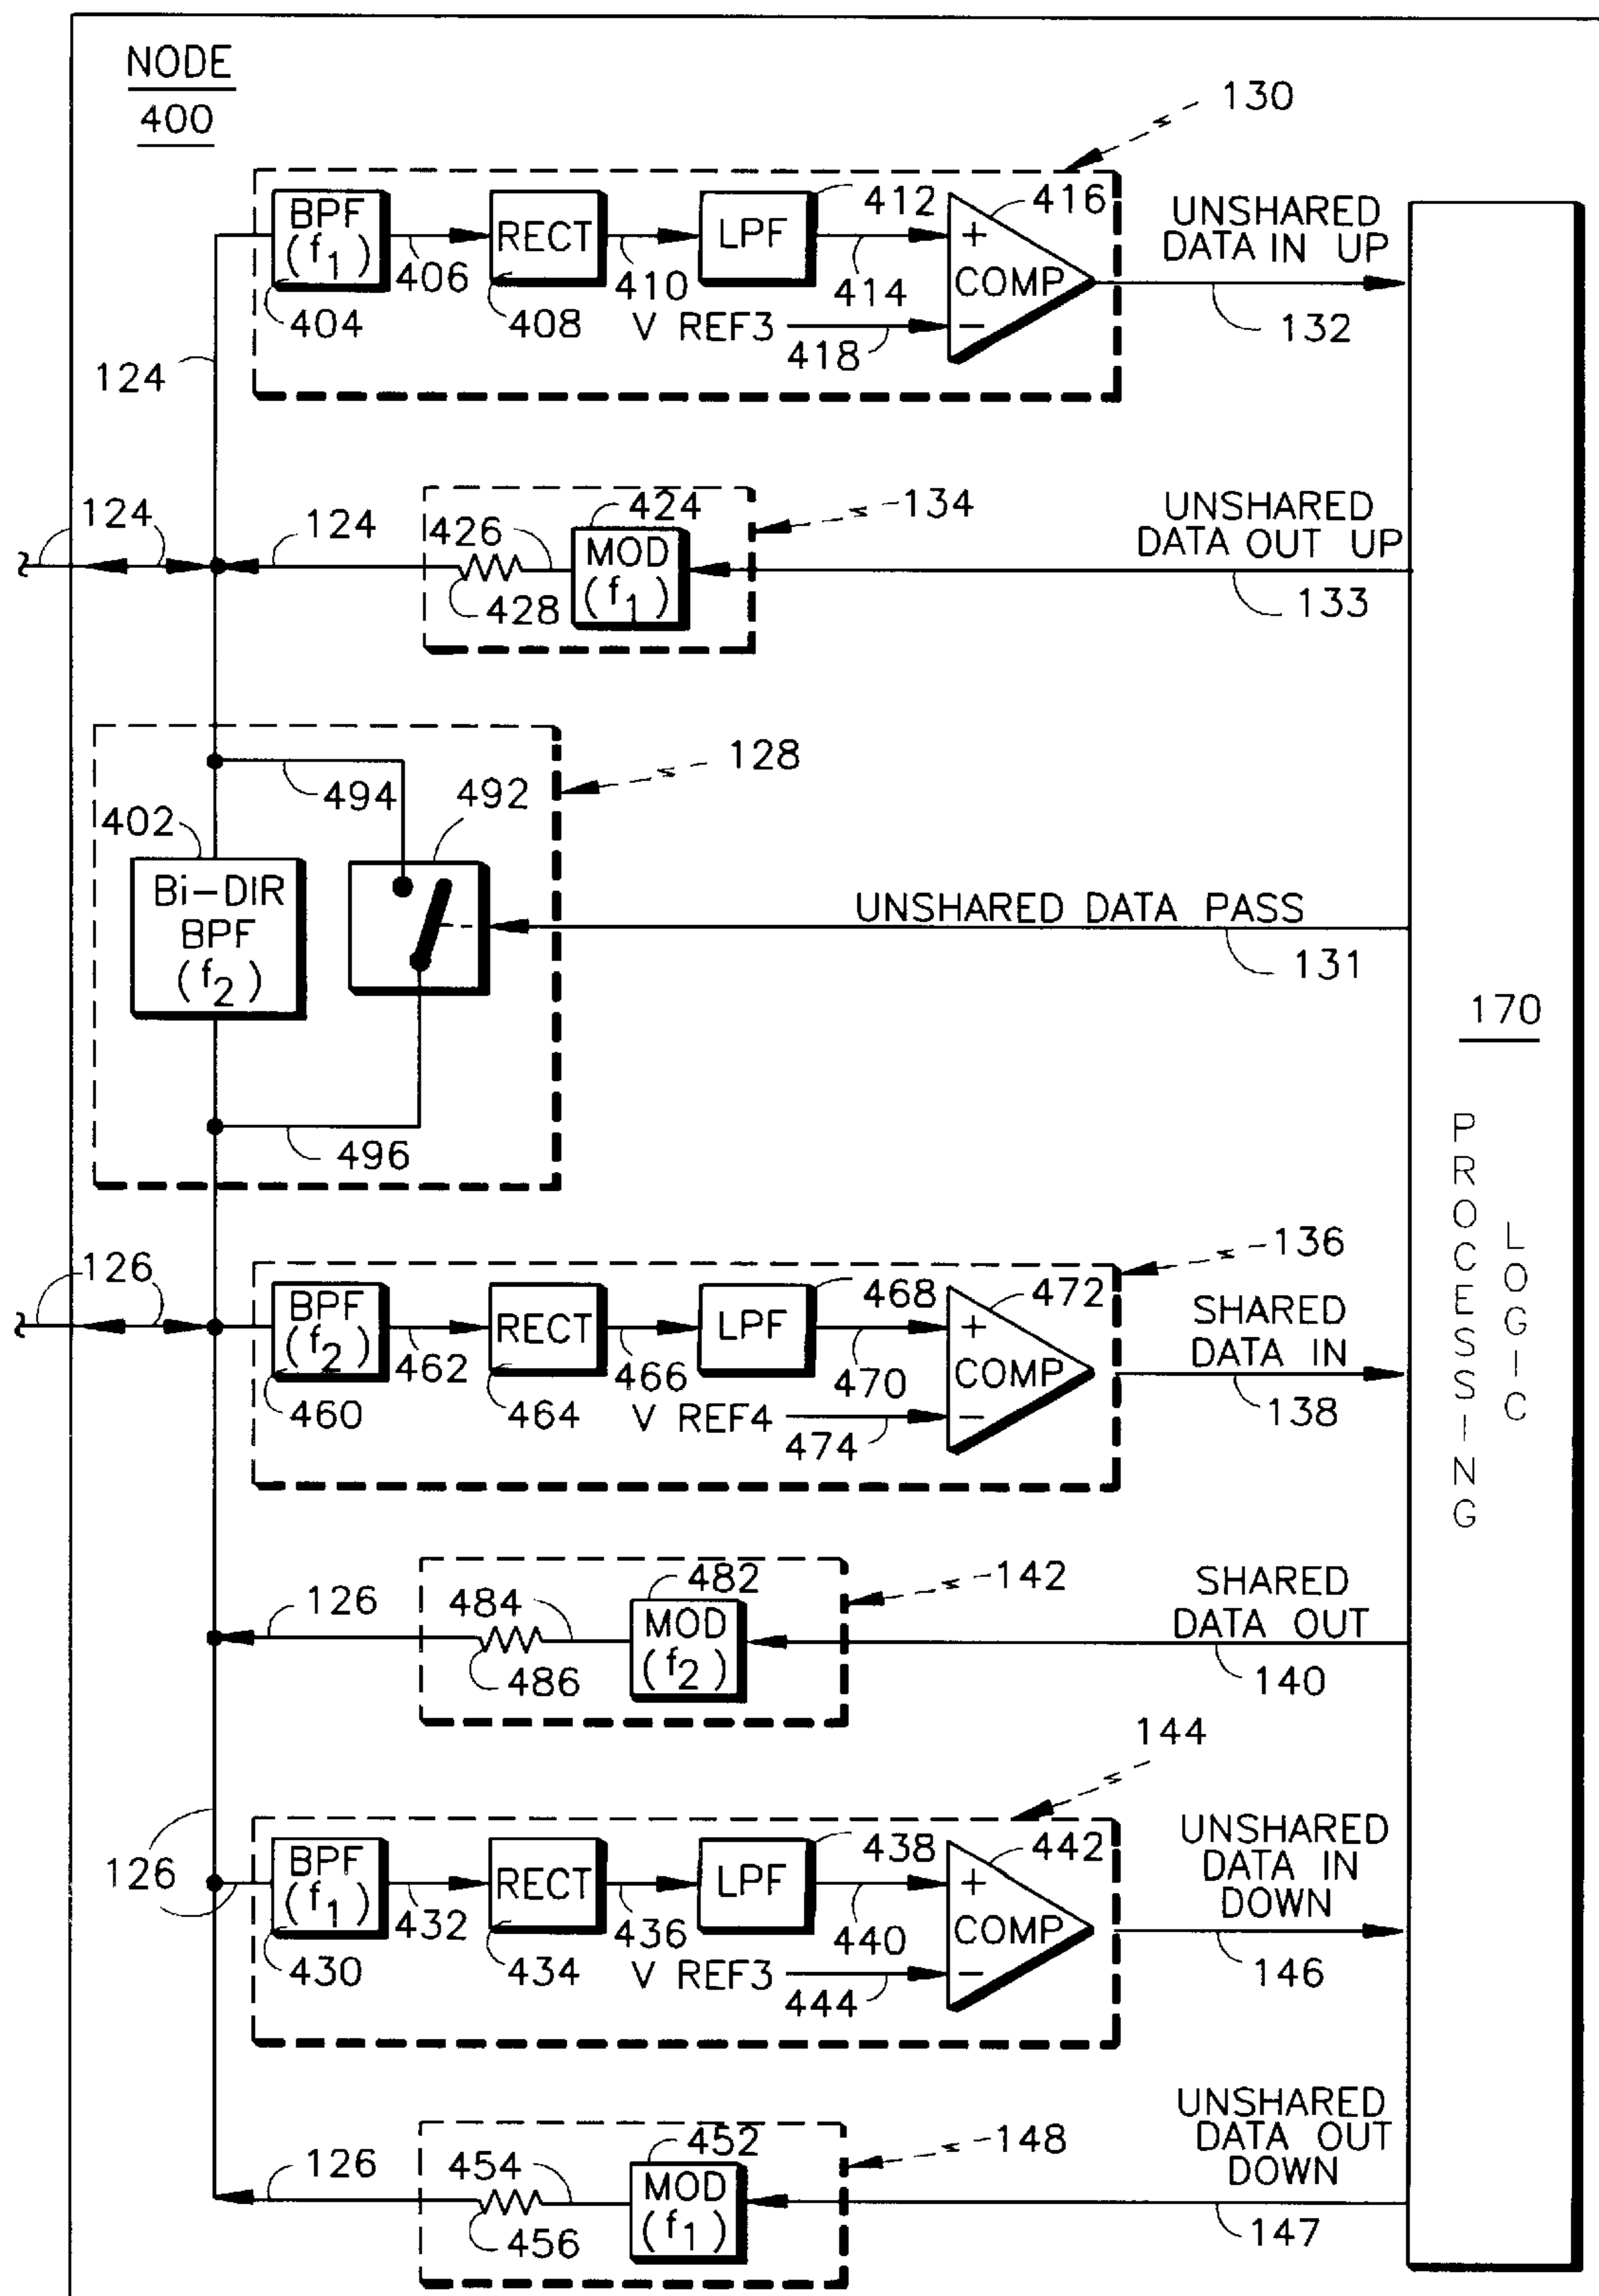 NODE
400
130
BPF
(f1)
404
406
RECT
408
410
LPF
412
414
416
+
COMP
−
V REF3
418
UNSHARED
DATA IN UP
132
124
124
124
426
424
MOD
(f1)
428
134
UNSHARED
DATA OUT UP
133
128
494
492
402
Bi-DIR
BPF
(f2)
UNSHARED DATA PASS
131
496
170
PROCESSING
LOGIC
126
136
BPF
(f2)
460
462
RECT
464
466
LPF
468
470
472
+
COMP
−
V REF4
474
SHARED
DATA IN
138
126
484
482
MOD
(f2)
486
142
SHARED
DATA OUT
140
144
126
BPF
(f1)
430
432
RECT
434
436
LPF
438
440
442
+
COMP
−
V REF3
444
UNSHARED
DATA IN
DOWN
146
126
454
452
MOD
(f1)
456
148
UNSHARED
DATA OUT
DOWN
147